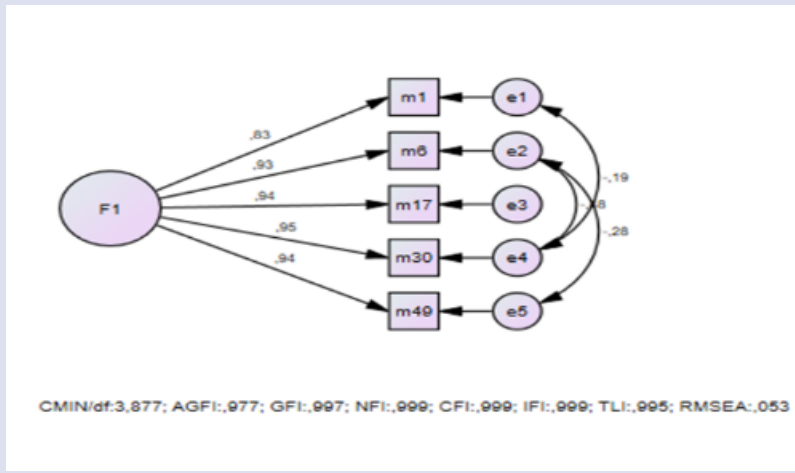 m1
e1
,83
m6
e2
,93
-,19
F1
,94
m17
e3
,95
-,28
m30
e4
,94
m49
e5
CMIN/df:3,877; AGFI:,977; GFI:,997; NFI:,999; CFI:,999; IFI:,999; TLI:,995; RMSEA:,053